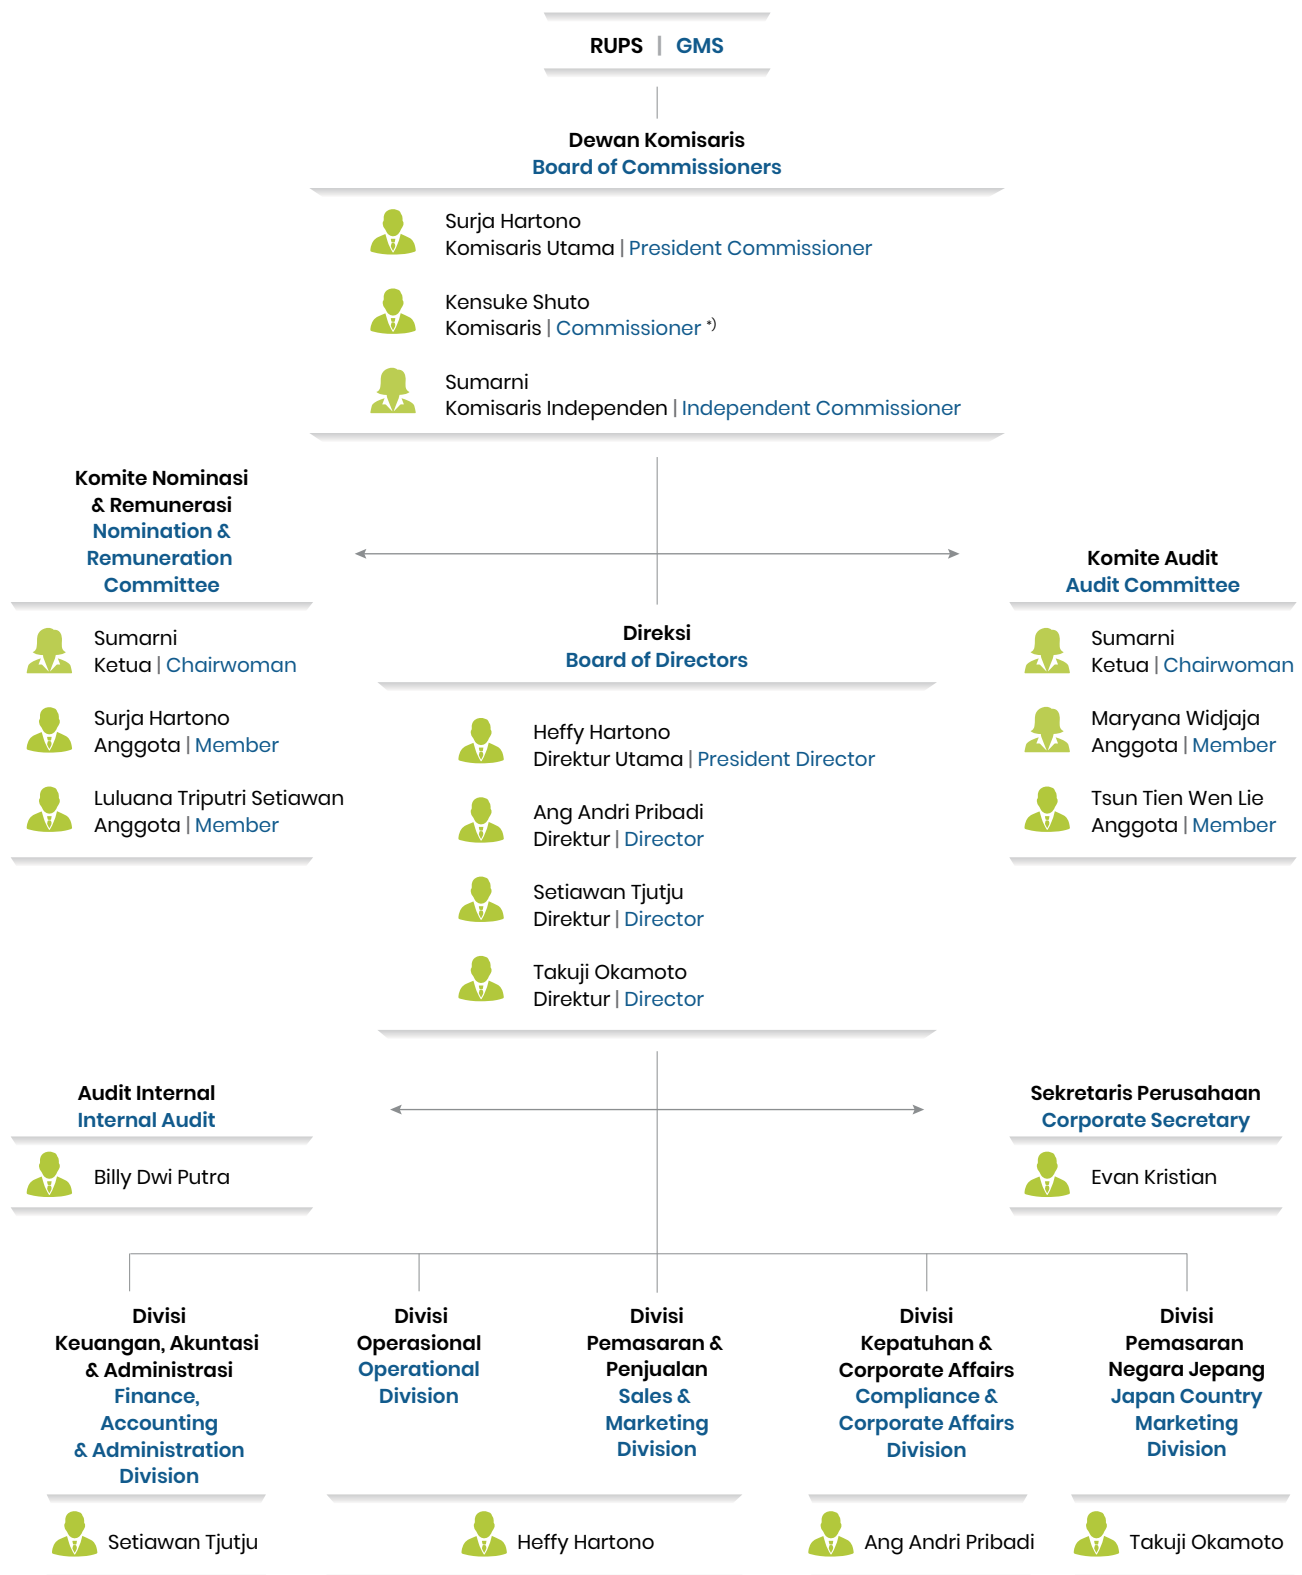 RUPS | GMS
Dewan Komisaris
Board of Commissioners
Surja Hartono
Komisaris Utama | President Commissioner
Kensuke Shuto
Komisaris | Commissioner *)
Sumarni
Komisaris Independen | Independent Commissioner
Komite Nominasi
& Remunerasi
Nomination &
Remuneration
Committee
Sumarni
Ketua | Chairwoman
Surja Hartono
Anggota | Member
Luluana Triputri Setiawan
Anggota | Member
Komite Audit
Audit Committee
Sumarni
Ketua | Chairwoman
Maryana Widjaja
Anggota | Member
Tsun Tien Wen Lie
Anggota | Member
Direksi
Board of Directors
Heffy Hartono
Direktur Utama | President Director
Ang Andri Pribadi
Direktur | Director
Setiawan Tjutju
Direktur | Director
Takuji Okamoto
Direktur | Director
Audit Internal
Internal Audit
Billy Dwi Putra
Sekretaris Perusahaan
Corporate Secretary
Evan Kristian
Divisi
Keuangan, Akuntasi
& Administrasi
Finance,
Accounting
& Administration
Division
Setiawan Tjutju
Divisi
Operasional
Operational
Division
Divisi
Pemasaran &
Penjualan
Sales &
Marketing
Division
Heffy Hartono
Divisi
Kepatuhan &
Corporate Affairs
Compliance &
Corporate Affairs
Division
Ang Andri Pribadi
Divisi
Pemasaran
Negara Jepang
Japan Country
Marketing
Division
Takuji Okamoto